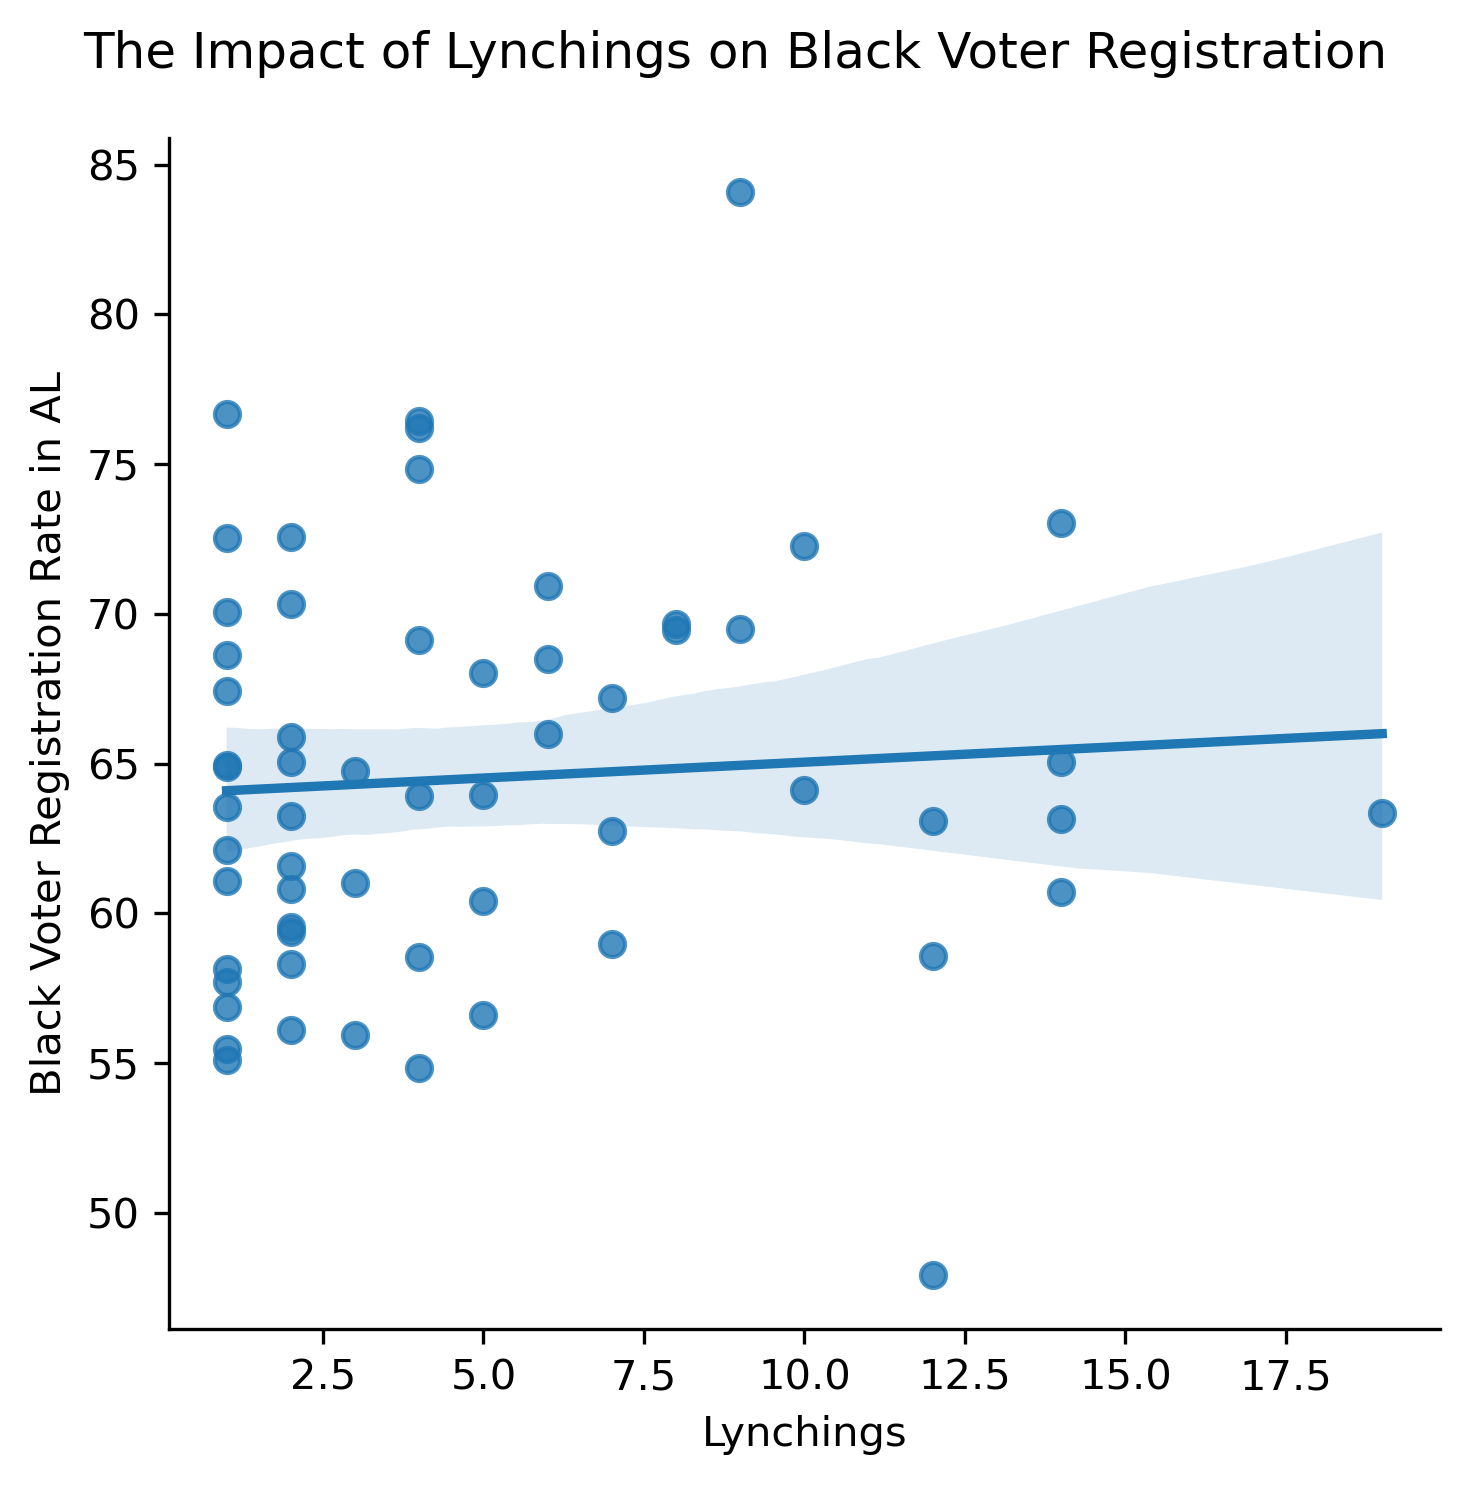 The Impact of Lynchings on Black Voter Registration
85
80
75
70
65
60
55
50
Black Voter Registration Rate in AL
2.5 5.0 7.5 10.0 12.5 15.0 17.5
Lynchings